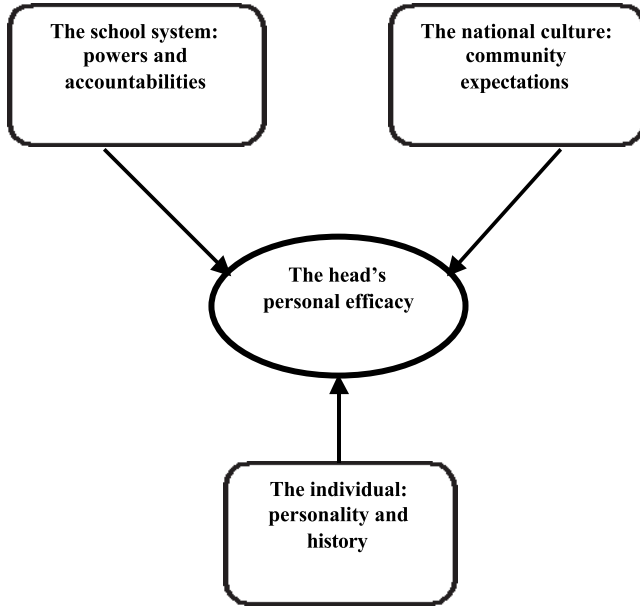 The school system:
powers and
accountabilities
The national culture:
community
expectations
The head’s
personal efficacy
The individual:
personality and
history